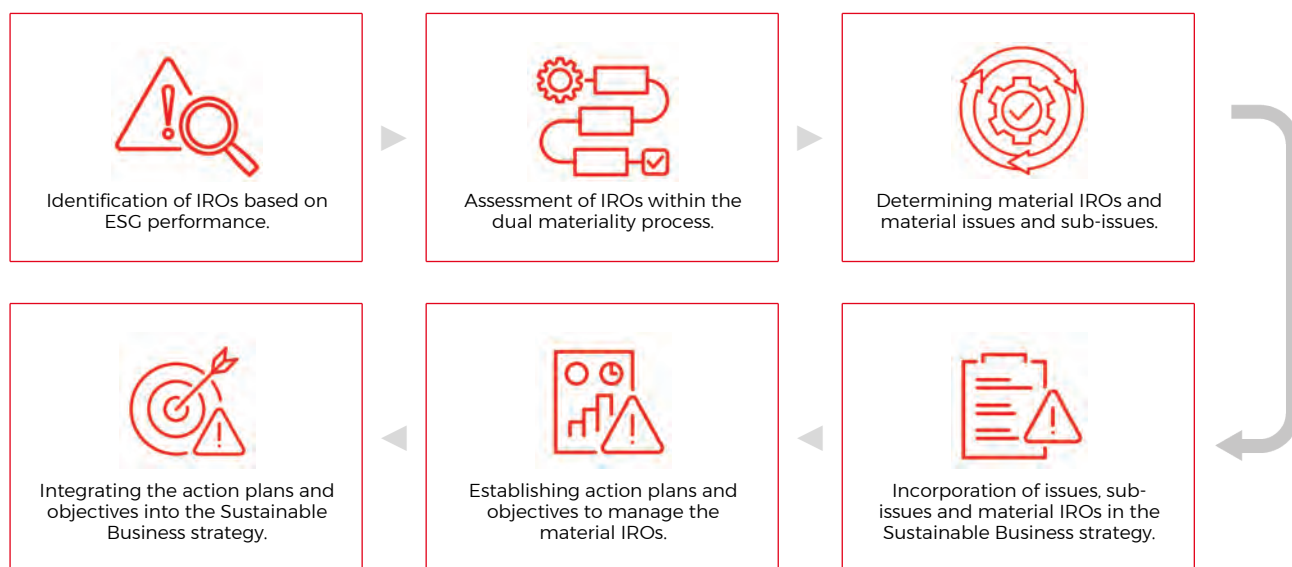 Identification of IROs based on
ESG performance.
Assessment of IROs within the
dual materiality process.
Determining material IROs and
material issues and sub-issues.
Incorporation of issues, sub-
issues and material IROs in the
Sustainable Business strategy.
Establishing action plans and
objectives to manage the
material IROs.
Integrating the action plans and
objectives into the Sustainable
Business strategy.